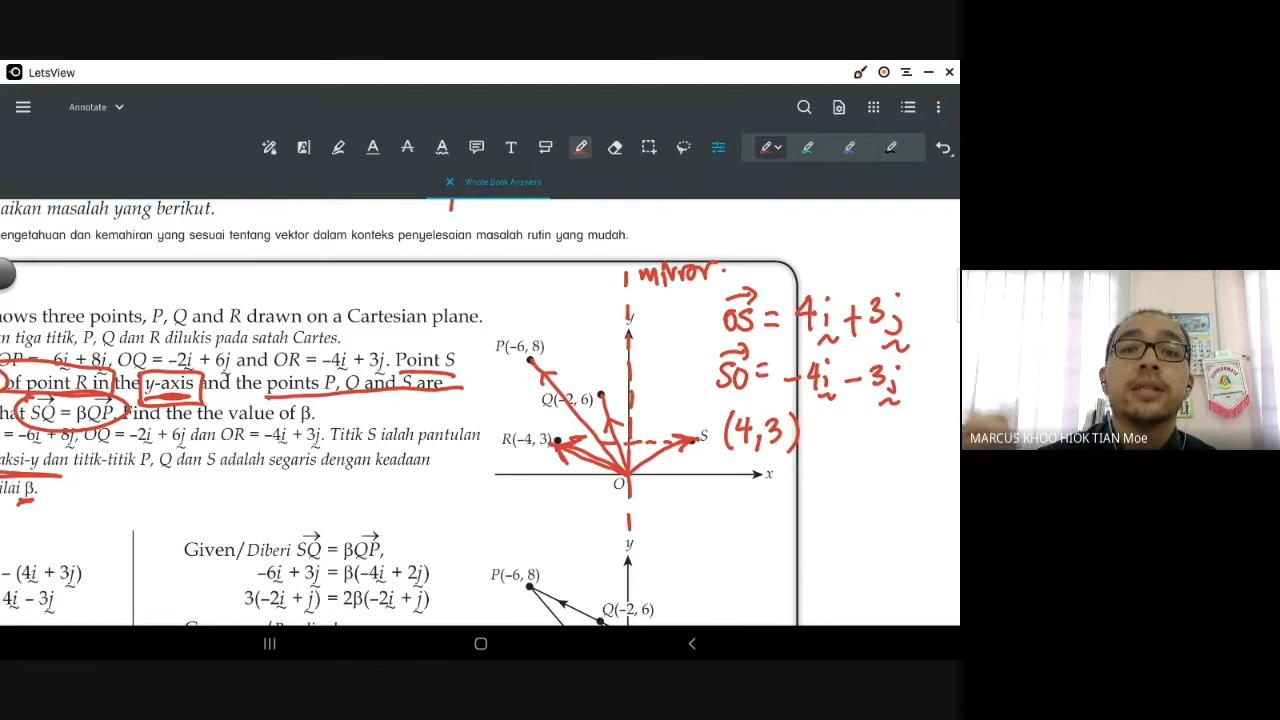 LetsView
Annotate
Whole Book Answers
aikan masalah yang berikut.
engetahuan dan kemahiran yang sesuai tentang vektor dalam konteks penyelesaian masalah rutin yang mudah.
mirror.
hows three points, P, Q and R drawn on a Cartesian plane.
n tiga titik, P, Q dan R dilukis pada satah Cartes.
OP = –6i + 8j, OQ = –2i + 6j and OR = –4i + 3j. Point S
of point R in the y-axis and the points P, Q and S are
hat SQ = βQP. Find the the value of β.
= –6i + 8j, OQ = –2i + 6j dan OR = –4i + 3j. Titik S ialah pantulan
aksi-y dan titik-titik P, Q dan S adalah segaris dengan keadaan
ilai β.
y
P(–6, 8)
Q(–2, 6)
R(–4, 3)
S
O
x
OS = 4i + 3j
SO = –4i – 3j
(4,3)
MARCUS KHOO HIOK TIAN Moe
– (4i + 3j)
4i – 3j
Given/Diberi SQ = βQP,
–6i + 3j = β(–4i + 2j)
3(–2i + j) = 2β(–2i + j)
y
P(–6, 8)
Q(–2, 6)